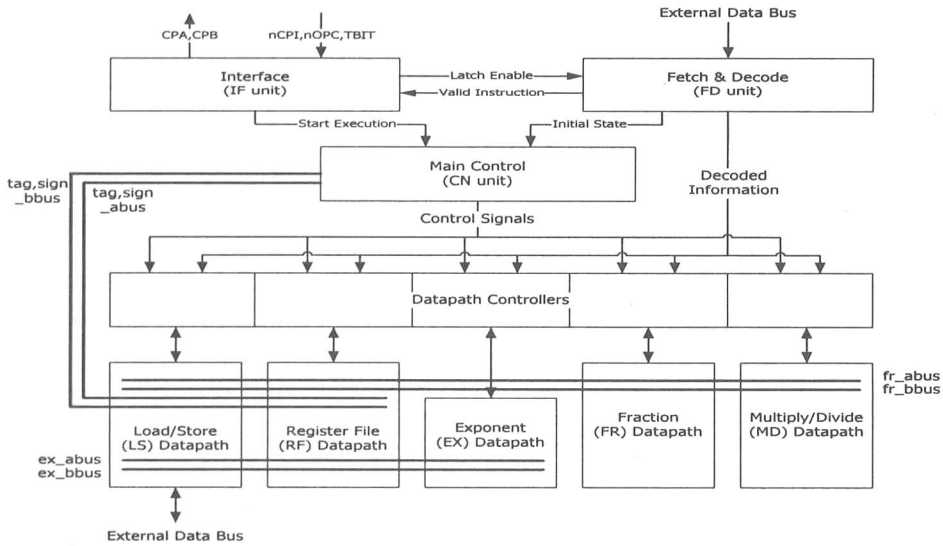 External Data Bus
CPA,CPB
nCPI,nOPC,TBIT
Interface
(IF unit)
Latch Enable
Valid Instruction
Fetch & Decode
(FD unit)
Start Execution
Initial State
Main Control
(CN unit)
Decoded
Information
tag,sign
_bbus
tag,sign
_abus
Control Signals
Datapath Controllers
fr_abus
fr_bbus
Load/Store
(LS) Datapath
Register File
(RF) Datapath
Exponent
(EX) Datapath
Fraction
(FR) Datapath
Multiply/Divide
(MD) Datapath
ex_abus
ex_bbus
External Data Bus